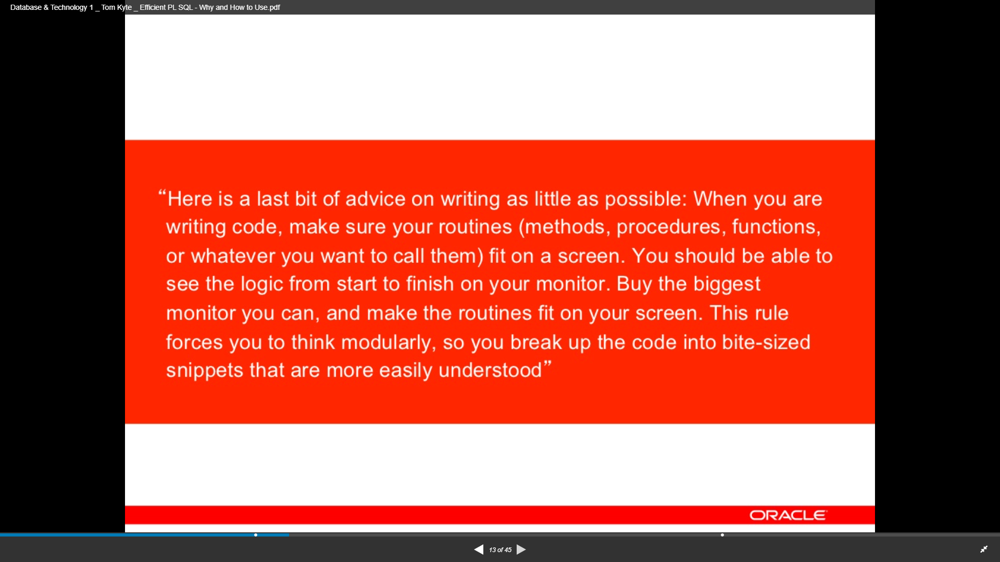 Database & Technology 1 _ Tom Kyte _ Efficient PL SQL - Why and How to Use.pdf
“Here is a last bit of advice on writing as little as possible: When you are
writing code, make sure your routines (methods, procedures, functions,
or whatever you want to call them) fit on a screen. You should be able to
see the logic from start to finish on your monitor. Buy the biggest
monitor you can, and make the routines fit on your screen. This rule
forces you to think modularly, so you break up the code into bite-sized
snippets that are more easily understood”
ORACLE
13 of 45